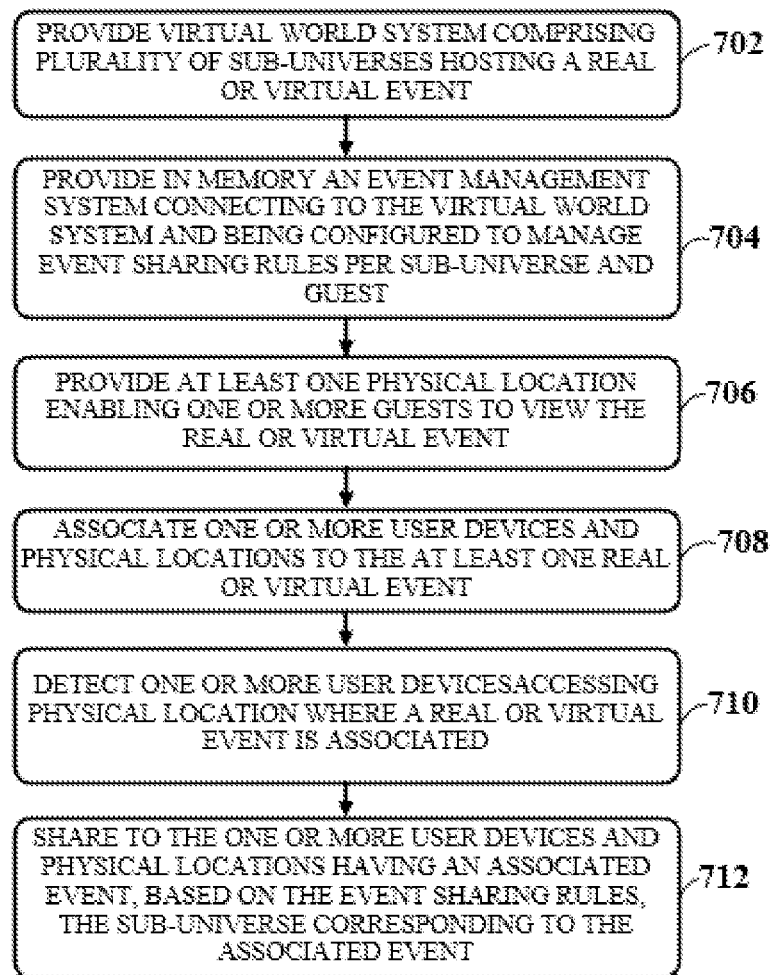 PROVIDE VIRTUAL WORLD SYSTEM COMPRISING
PLURALITY OF SUB-UNIVERSES HOSTING A REAL
OR VIRTUAL EVENT
702
PROVIDE IN MEMORY AN EVENT MANAGEMENT
SYSTEM CONNECTING TO THE VIRTUAL WORLD
SYSTEM AND BEING CONFIGURED TO MANAGE
EVENT SHARING RULES PER SUB-UNIVERSE AND
GUEST
704
PROVIDE AT LEAST ONE PHYSICAL LOCATION
ENABLING ONE OR MORE GUESTS TO VIEW THE
REAL OR VIRTUAL EVENT
706
ASSOCIATE ONE OR MORE USER DEVICES AND
PHYSICAL LOCATIONS TO THE AT LEAST ONE REAL
OR VIRTUAL EVENT
708
DETECT ONE OR MORE USER DEVICESACCESSING
PHYSICAL LOCATION WHERE A REAL OR VIRTUAL
EVENT IS ASSOCIATED
710
SHARE TO THE ONE OR MORE USER DEVICES AND
PHYSICAL LOCATIONS HAVING AN ASSOCIATED
EVENT, BASED ON THE EVENT SHARING RULES,
THE SUB-UNIVERSE CORRESPONDING TO THE
ASSOCIATED EVENT
712